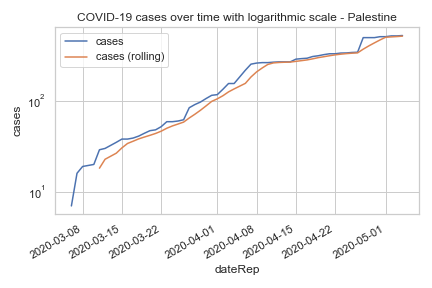 COVID-19 cases over time with logarithmic scale - Palestine
cases
cases (rolling)
10²
10¹
cases
2020-03-08
2020-03-15
2020-03-22
2020-04-01
2020-04-08
2020-04-15
2020-04-22
2020-05-01
dateRep